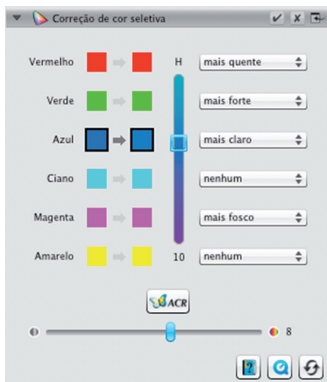 Correção de cor seletiva
Vermelho H mais quente
Verde mais forte
Azul mais claro
Ciano nenhum
Magenta mais fosco
Amarelo 10 nenhum
ACR
8
?